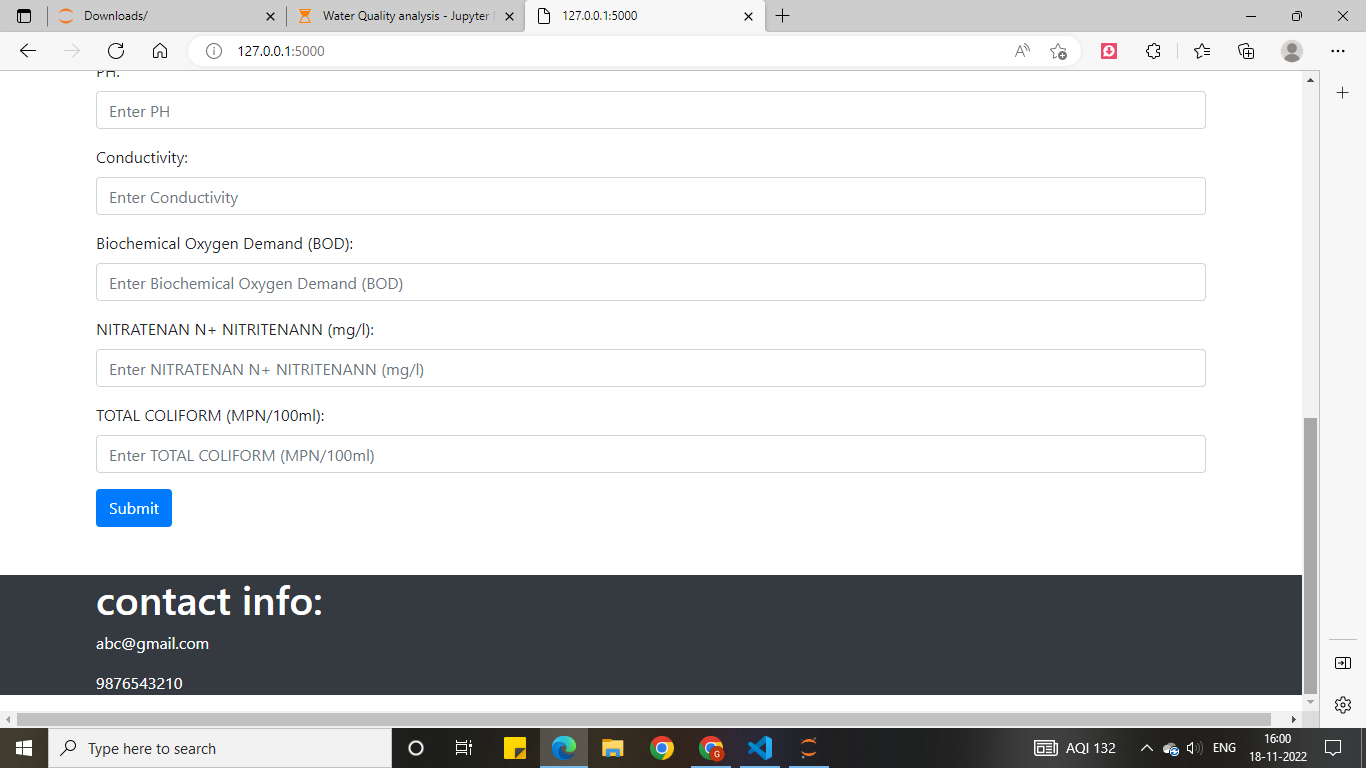 Downloads/
Water Quality analysis - Jupyter
127.0.0.1:5000
127.0.0.1:5000
PH:
Enter PH
Conductivity:
Enter Conductivity
Biochemical Oxygen Demand (BOD):
Enter Biochemical Oxygen Demand (BOD)
NITRATENAN N+ NITRITENANN (mg/l):
Enter NITRATENAN N+ NITRITENANN (mg/l)
TOTAL COLIFORM (MPN/100ml):
Enter TOTAL COLIFORM (MPN/100ml)
Submit
contact info:
abc@gmail.com
9876543210
Type here to search
G
AQI 132
ENG
16:00
18-11-2022